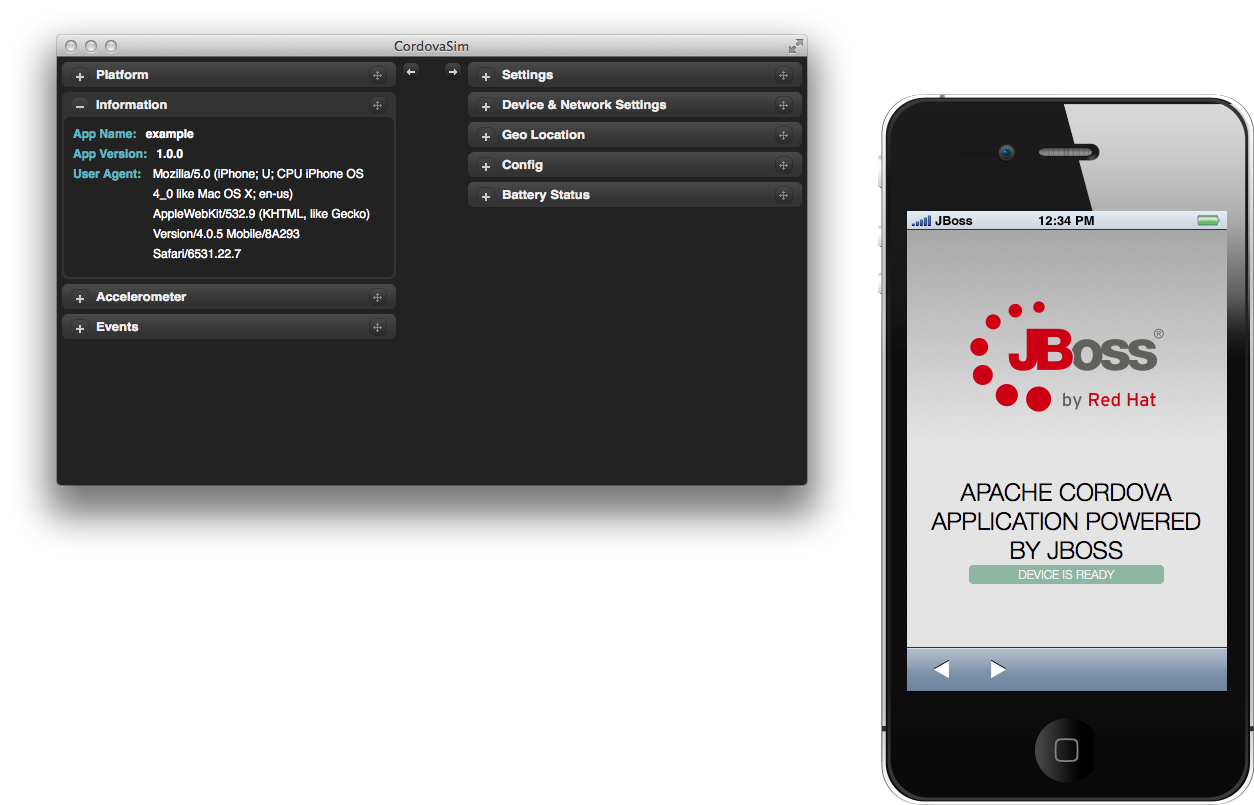 CordovaSim
Platform
Information
App Name: example
App Version: 1.0.0
User Agent: Mozilla/5.0 (iPhone; U; CPU iPhone OS
4_0 like Mac OS X; en-us)
AppleWebKit/532.9 (KHTML, like Gecko)
Version/4.0.5 Mobile/8A293
Safari/6531.22.7
Accelerometer
Events
Settings
Device & Network Settings
Geo Location
Config
Battery Status
JBoss 12:34 PM
JBoss®
by Red Hat
APACHE CORDOVA
APPLICATION POWERED
BY JBOSS
DEVICE IS READY